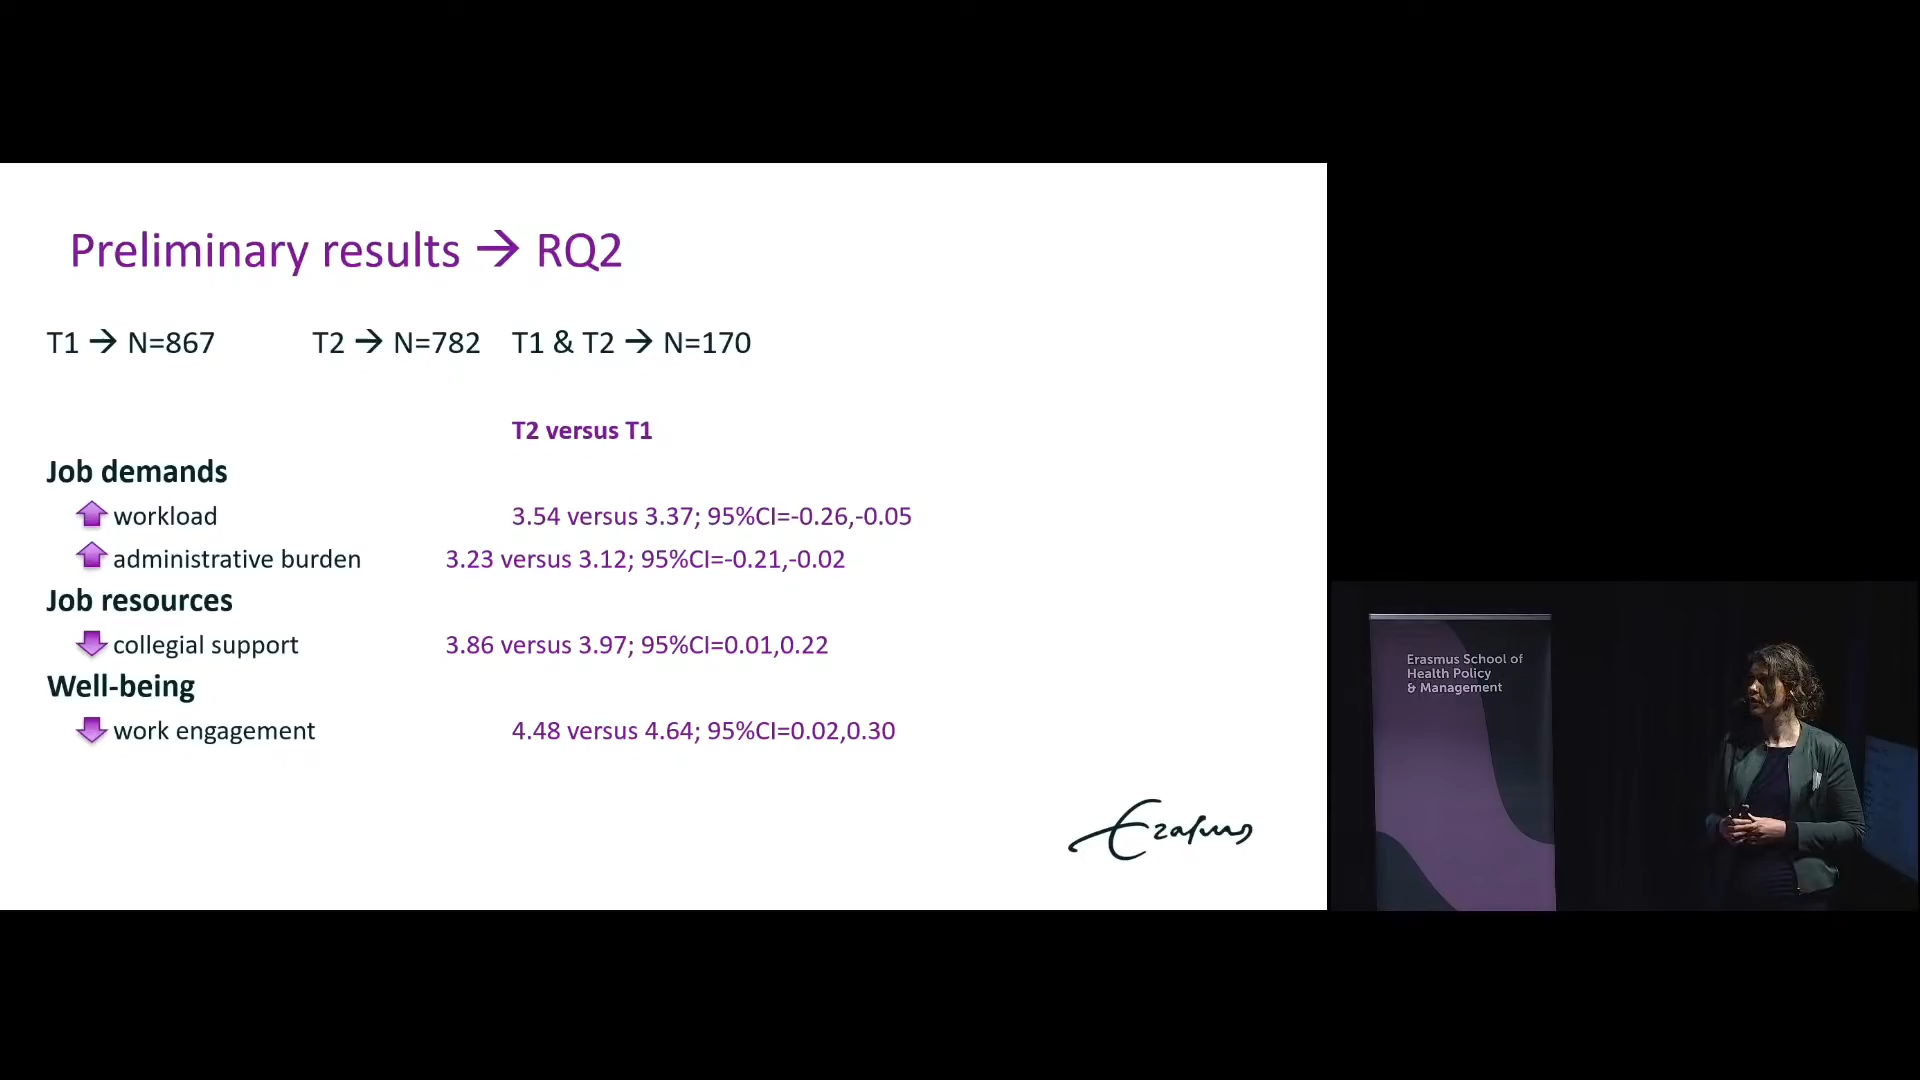 Preliminary results → RQ2
T1 → N=867 T2 → N=782 T1 & T2 → N=170
T2 versus T1
Job demands
workload 3.54 versus 3.37; 95%CI=-0.26,-0.05
administrative burden 3.23 versus 3.12; 95%CI=-0.21,-0.02
Job resources
collegial support 3.86 versus 3.97; 95%CI=0.01,0.22
Well-being
work engagement 4.48 versus 4.64; 95%CI=0.02,0.30
Erasmus
Erasmus School of
Health Policy
& Management